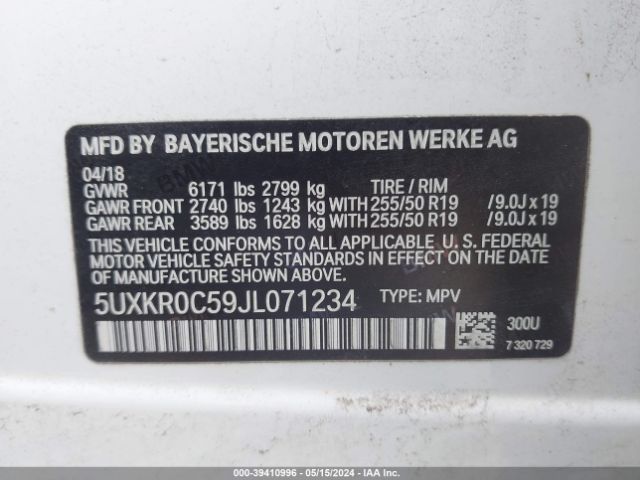 MFD BY BAYERISCHE MOTOREN WERKE AG
04/18
GVWR 6171 lbs 2799 kg TIRE / RIM
GAWR FRONT 2740 lbs 1243 kg WITH 255/50 R19 /9.0J x 19
GAWR REAR 3589 lbs 1628 kg WITH 255/50 R19 /9.0J x 19
THIS VEHICLE CONFORMS TO ALL APPLICABLE U. S. FEDERAL
MOTOR VEHICLE SAFETY STANDARDS IN EFFECT ON THE DATE
OF MANUFACTURE SHOWN ABOVE.
5UXKR0C59JL071234 TYPE: MPV
300U
7 320 729
000-39410996 - 05/15/2024 - IAAI.COM